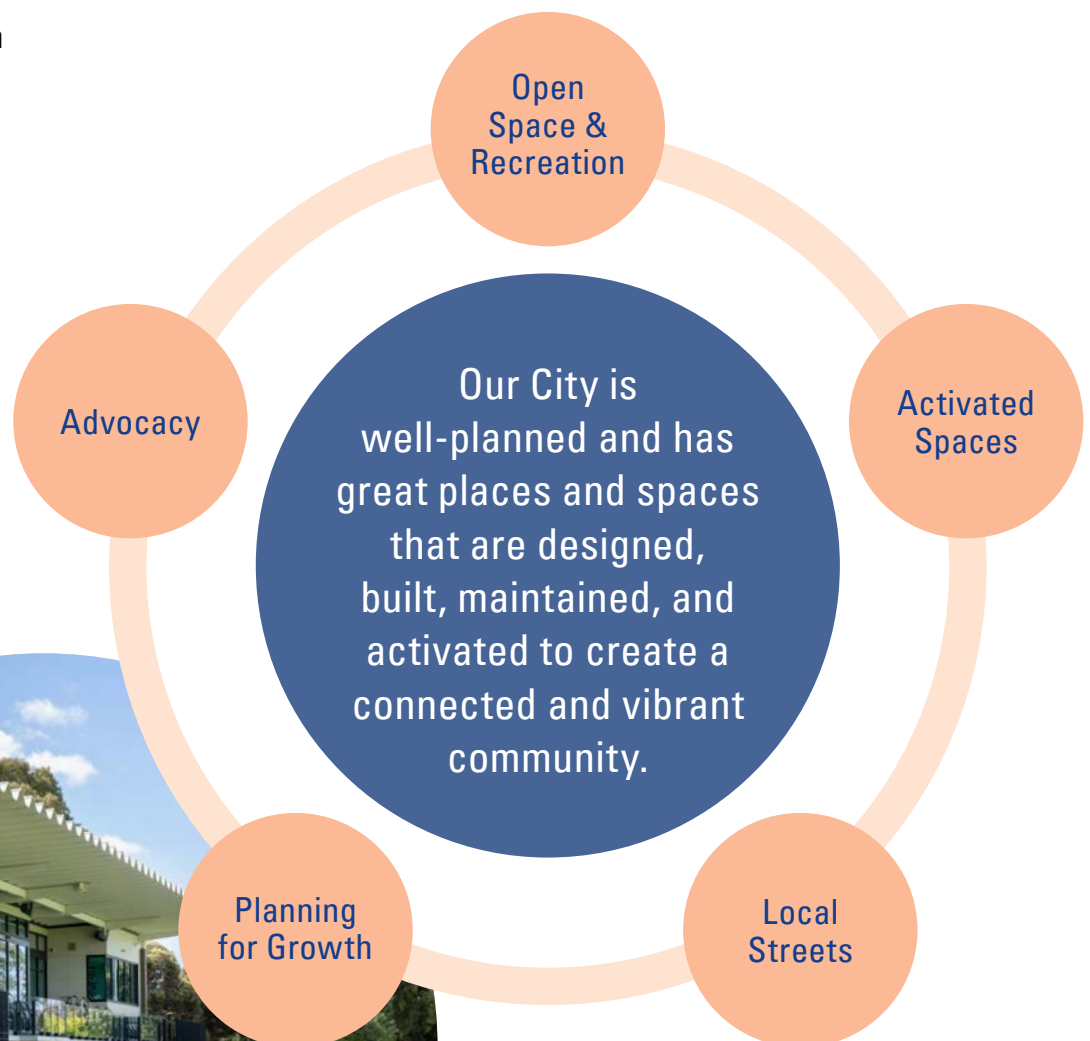 Open
Space &
Recreation
Activated
Spaces
Local
Streets
Planning
for Growth
Advocacy
Our City is
well-planned and has
great places and spaces
that are designed,
built, maintained, and
activated to create a
connected and vibrant
community.